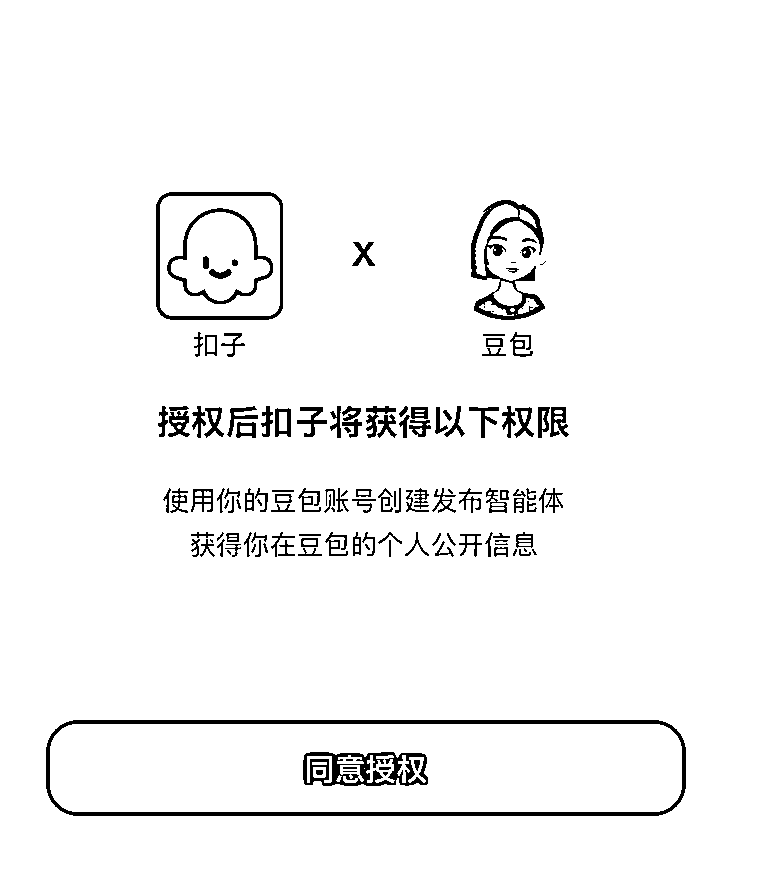 扣子
X
豆包
授权后扣子将获得以下权限
使用你的豆包账号创建发布智能体
获得你在豆包的个人公开信息
同意授权